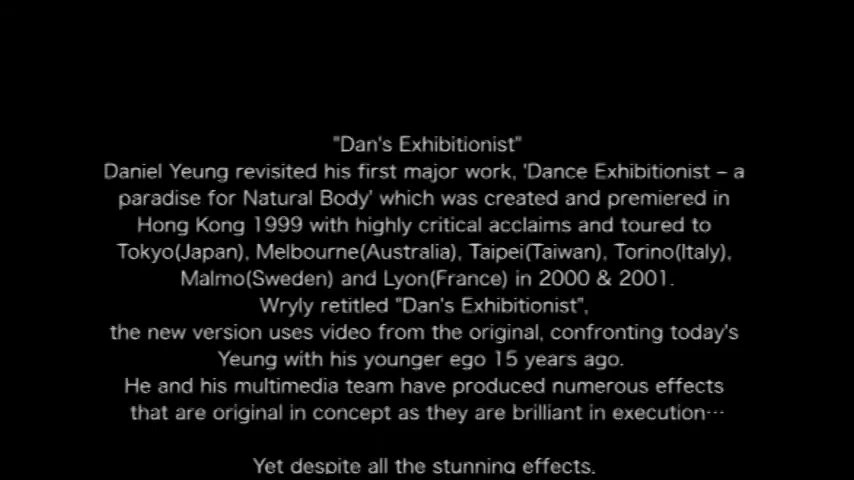 "Dan's Exhibitionist"
Daniel Yeung revisited his first major work, 'Dance Exhibitionist – a
paradise for Natural Body' which was created and premiered in
Hong Kong 1999 with highly critical acclaims and toured to
Tokyo(Japan), Melbourne(Australia), Taipei(Taiwan), Torino(Italy),
Malmo(Sweden) and Lyon(France) in 2000 & 2001.
Wryly retitled "Dan's Exhibitionist",
the new version uses video from the original, confronting today's
Yeung with his younger ego 15 years ago.
He and his multimedia team have produced numerous effects
that are original in concept as they are brilliant in execution⋯
Yet despite all the stunning effects.